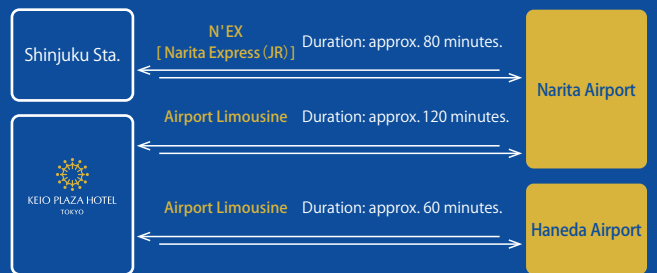 Shinjuku Sta.
N'EX
[Narita Express (JR)]
Duration: approx. 80 minutes.
Narita Airport
Airport Limousine Duration: approx. 120 minutes.
KEIO PLAZA HOTEL
TOKYO
Airport Limousine Duration: approx. 60 minutes.
Haneda Airport